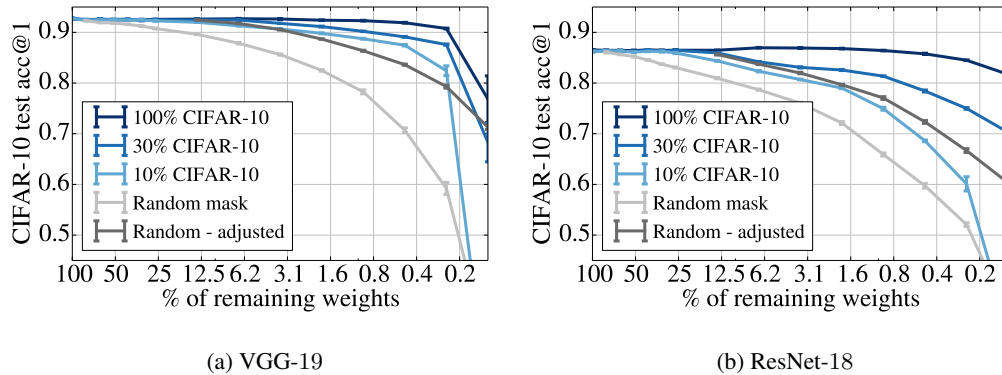 CIFAR-10 test acc@1
0.9
0.8
0.7
0.6
0.5
100% CIFAR-10
30% CIFAR-10
10% CIFAR-10
Random mask
Random - adjusted
100 50 25 12.5 6.2 3.1 1.6 0.8 0.4 0.2
% of remaining weights
(a) VGG-19
CIFAR-10 test acc@1
0.9
0.8
0.7
0.6
0.5
100% CIFAR-10
30% CIFAR-10
10% CIFAR-10
Random mask
Random - adjusted
100 50 25 12.5 6.2 3.1 1.6 0.8 0.4 0.2
% of remaining weights
(b) ResNet-18